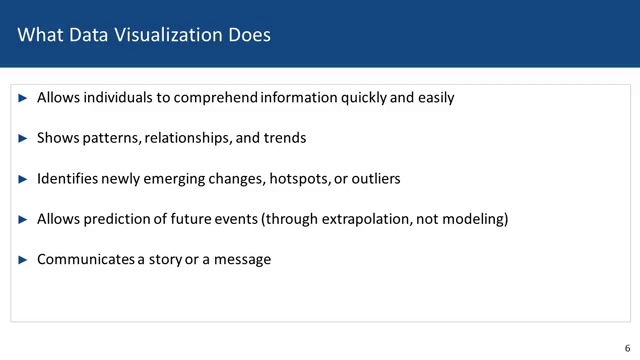 What Data Visualization Does
► Allows individuals to comprehend information quickly and easily
► Shows patterns, relationships, and trends
► Identifies newly emerging changes, hotspots, or outliers
► Allows prediction of future events (through extrapolation, not modeling)
► Communicates a story or a message
6